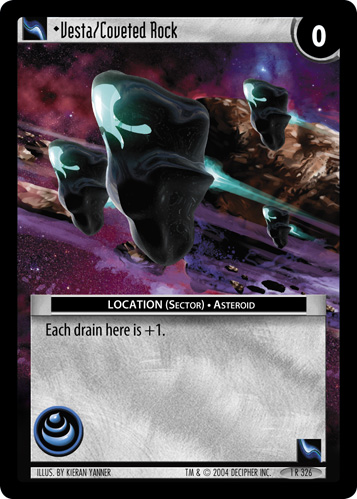 •Vesta/Coveted Rock
0
LOCATION (SECTOR) • ASTEROID
Each drain here is +1.
ILLUS. BY KIERAN YANNER TM & © 2004 DECIPHER INC. 1 R 326